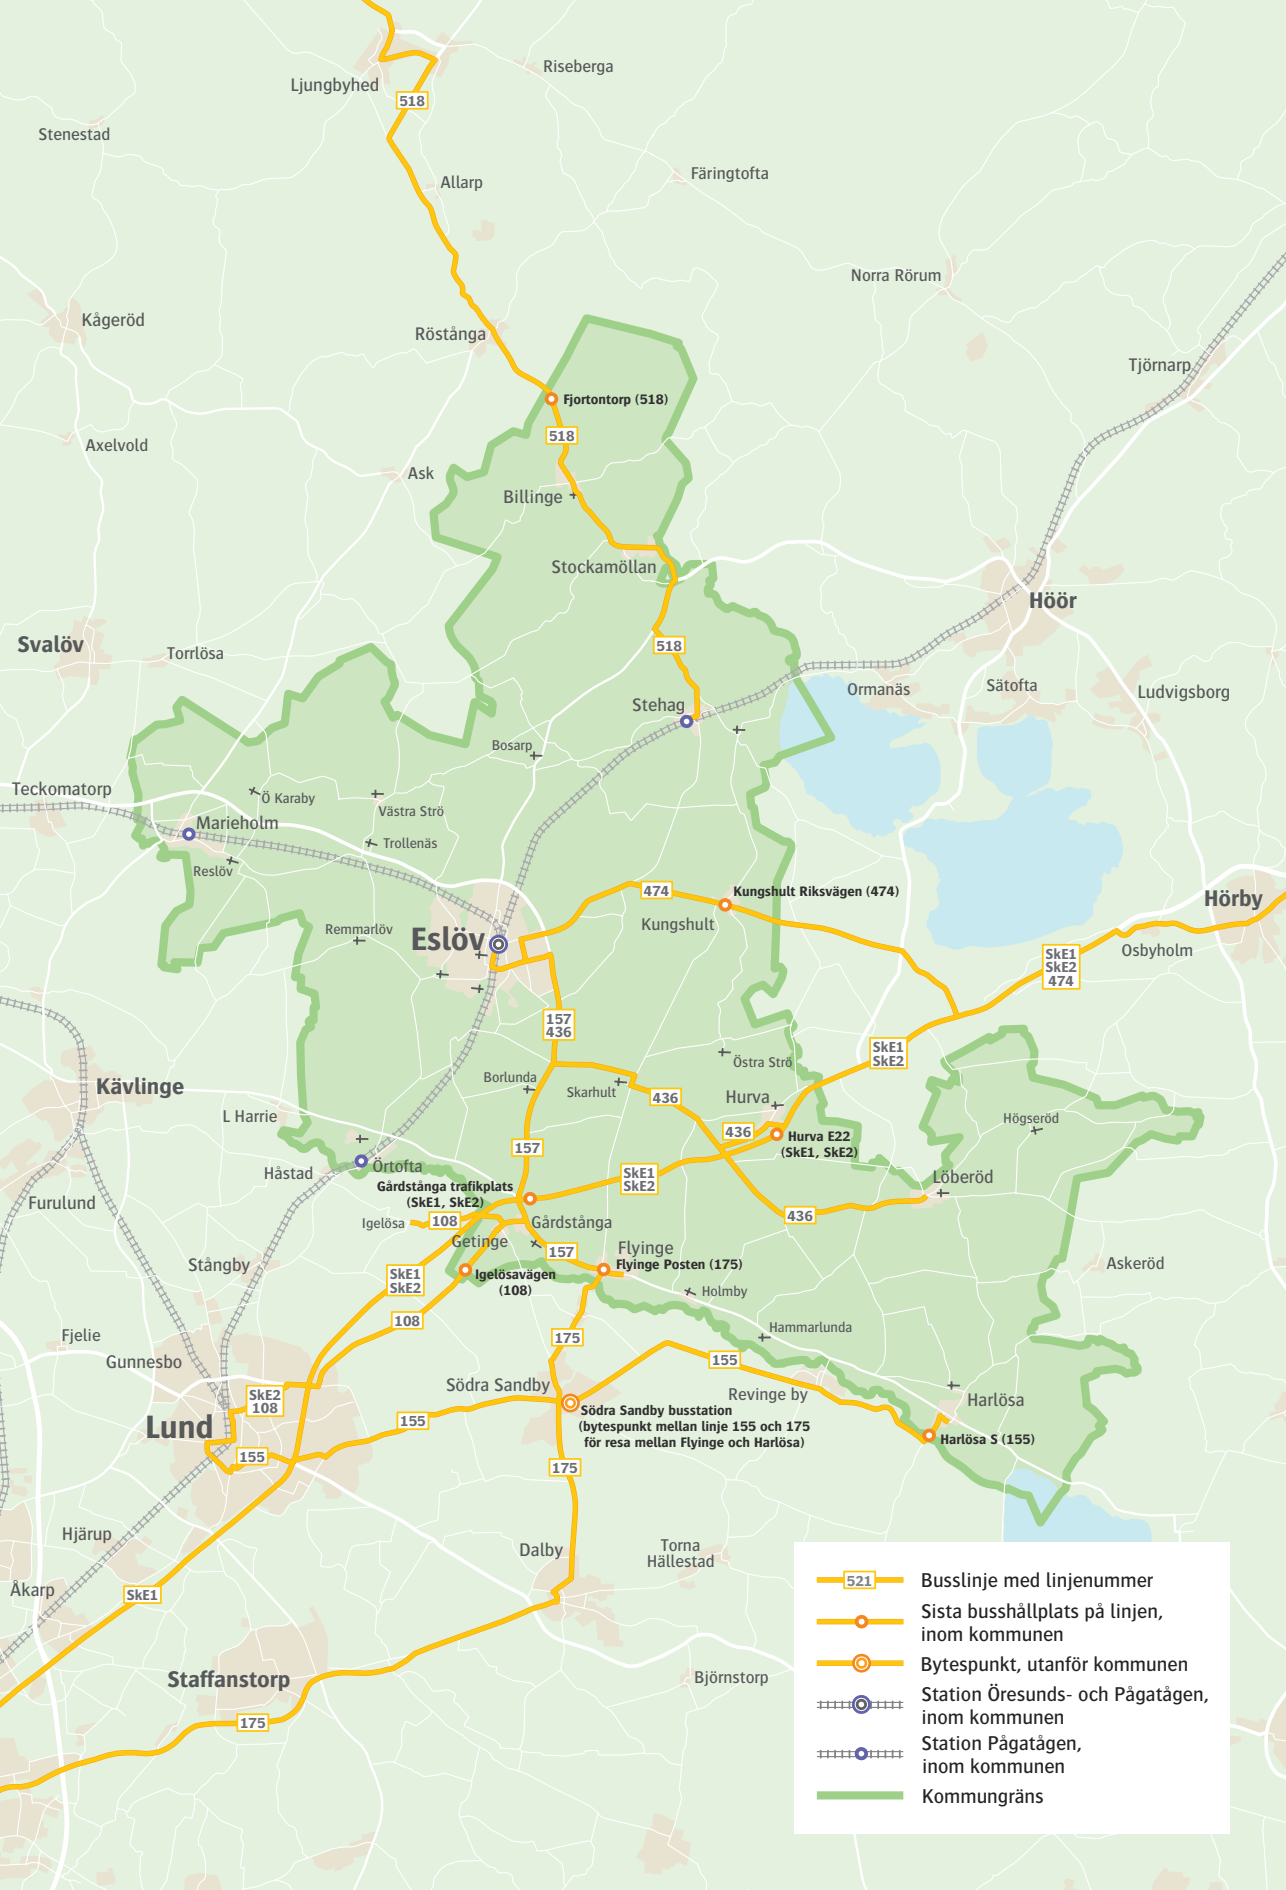 Riseberga
Ljungbyhed
518
Stenestad
Färingtofta
Allarp
Norra Rörum
Kågeröd
Röstånga
Tjörnarp
Fjortontorp (518)
518
Axelvold
Ask
Billinge
Stockamöllan
Höör
Svalöv
518
Torrlösa
Ormanäs
Sätofta
Ludvigsborg
Stehag
Bosarp
Teckomatorp
Ö Karaby
Västra Strö
Marieholm
Trollenäs
Reslöv
474
Kungshult Riksvägen (474)
Hörby
Kungshult
Remmarlöv
Eslöv
Osbyholm
SkE1
SkE2
474
157
436
SkE1
SkE2
Östra Strö
Borlunda
Kävlinge
Skarhult
436
Hurva
L Harrie
Högseröd
436
Hurva E22
(SkE1, SkE2)
157
Håstad
Örtofta
SkE1
SkE2
Löberöd
Gårdstånga trafikplats
(SkE1, SkE2)
Furulund
Igelösa
108
Gårdstånga
436
Getinge
157
Flyinge
Flyinge Posten (175)
Stångby
Askeröd
SkE1
SkE2
Igelösavägen
(108)
Holmby
108
Hammarlunda
Fjelie
175
Gunnesbo
155
Södra Sandby
Revinge by
Harlösa
SkE2
108
Lund
155
Södra Sandby busstation
(bytespunkt mellan linje 155 och 175
för resa mellan Flyinge och Harlösa)
Harlösa S (155)
155
175
Hjärup
Dalby
Torna
Hällestad
Åkarp
SkE1
Staffanstorp
Björnstorp
175
521
Busslinje med linjenummer
Sista busshållplats på linjen,
inom kommunen
Bytespunkt, utanför kommunen
Station Öresunds- och Pågatågen,
inom kommunen
Station Pågatågen,
inom kommunen
Kommungräns